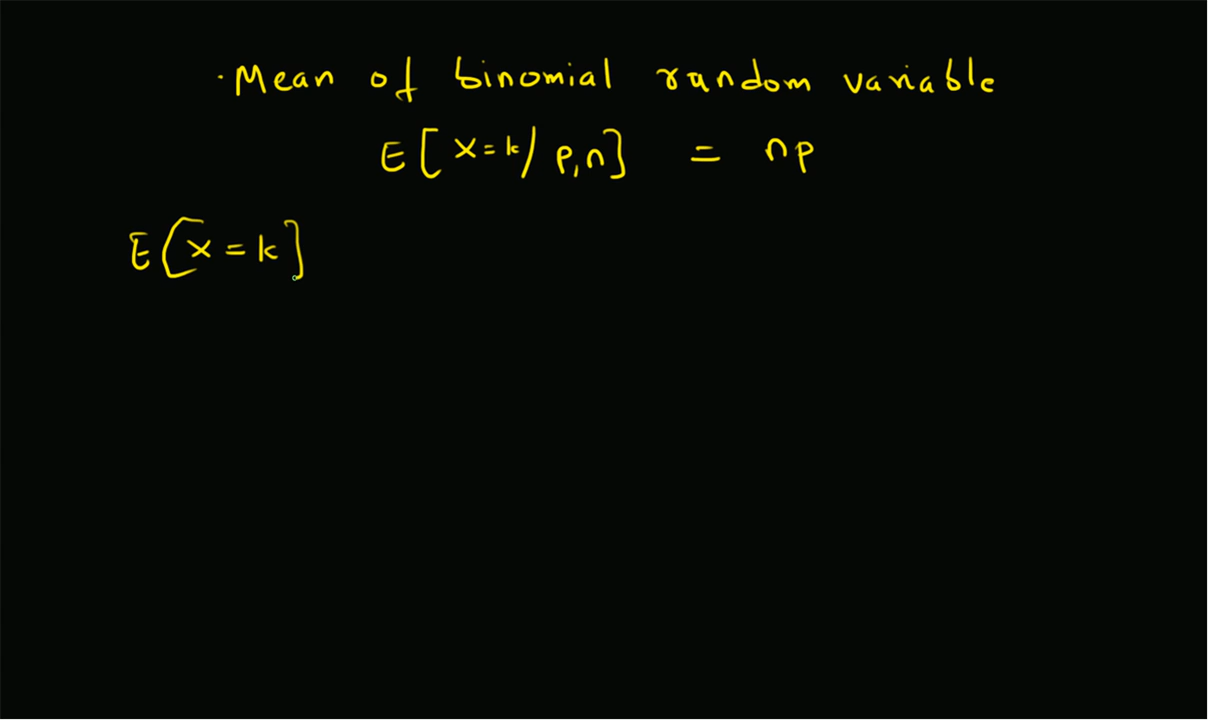 · Mean of binomial random variable
E[x=k/p,n] = np
E[x=k]